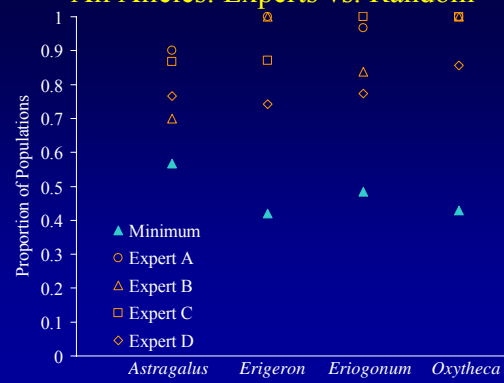 All Alleles: Experts vs. Random
1
0.9
0.8
0.7
0.6
0.5
0.4
0.3
0.2
0.1
0
Proportion of Populations
Minimum
Expert A
Expert B
Expert C
Expert D
Astragalus Erigeron Eriogonum Oxytheca